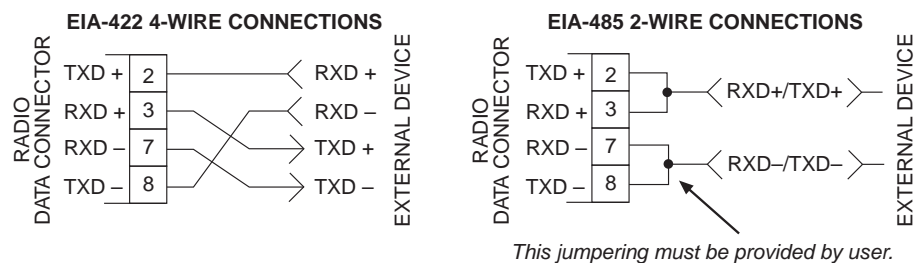 EIA-422 4-WIRE CONNECTIONS
RADIO
DATA CONNECTOR
TXD + 2 RXD +
RXD + 3 RXD –
RXD – 7 TXD +
TXD – 8 TXD –
EXTERNAL DEVICE
EIA-485 2-WIRE CONNECTIONS
RADIO
DATA CONNECTOR
TXD + 2
RXD + 3
RXD – 7
TXD – 8
RXD+/TXD+
RXD–/TXD–
EXTERNAL DEVICE
This jumpering must be provided by user.